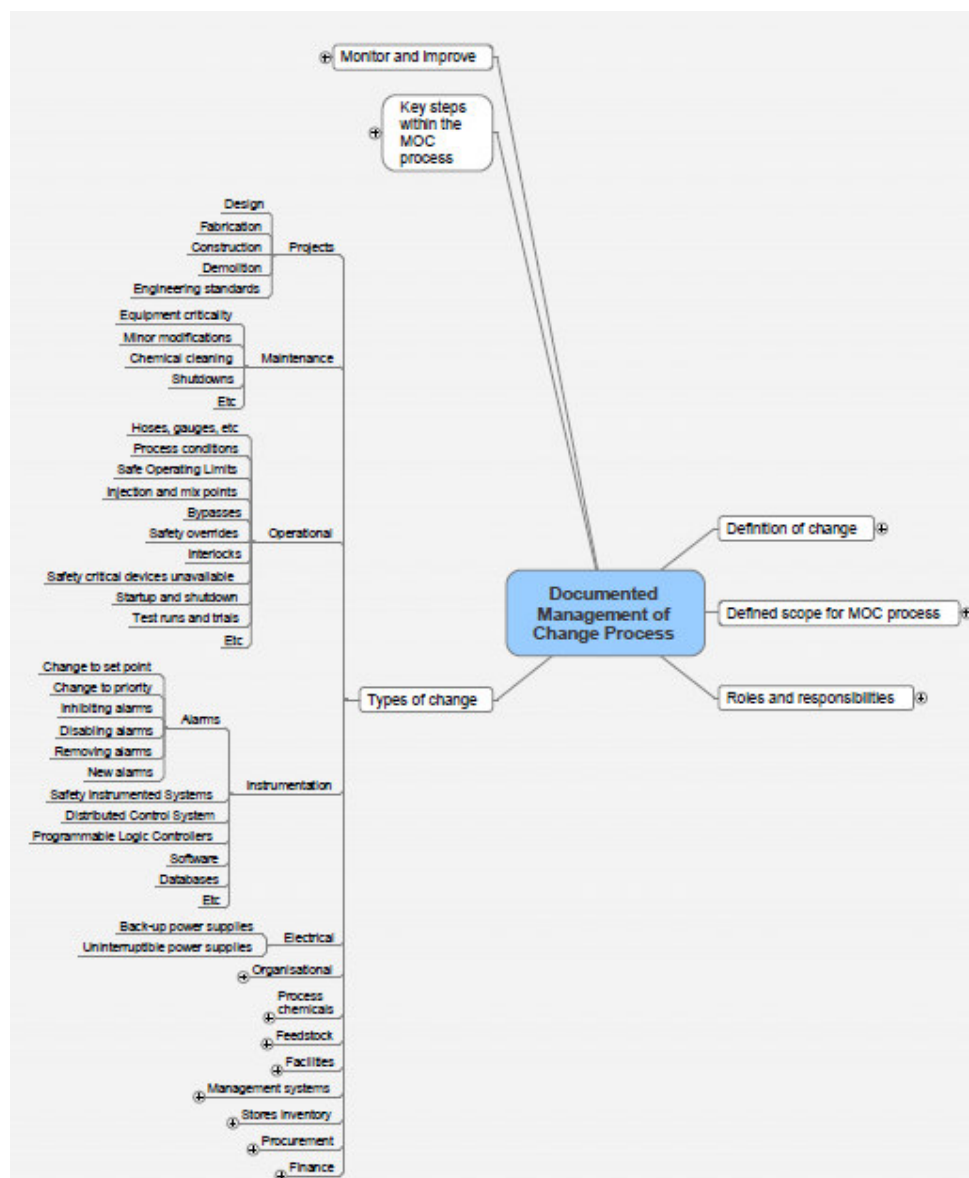 Monitor and Improve
Key steps
within the
MOC
process
Design
Fabrication
Construction
Demolition
Engineering standards
Projects
Equipment criticality
Minor modifications
Chemical cleaning
Shutdowns
Etc
Maintenance
Hoses, gauges, etc
Process conditions
Safe Operating Limits
Injection and mix points
Bypasses
Safety overrides
Interlocks
Safety critical devices unavailable
Startup and shutdown
Test runs and trials
Etc
Operational
Change to set point
Change to priority
Inhibiting alarms
Disabling alarms
Removing alarms
New alarms
Alarms
Safety Instrumented Systems
Distributed Control System
Programmable Logic Controllers
Software
Databases
Etc
Instrumentation
Back-up power supplies
Uninterruptible power supplies
Electrical
Organisational
Process
chemicals
Feedstock
Facilities
Management systems
Stores inventory
Procurement
Finance
Types of change
Documented
Management of
Change Process
Definition of change
Defined scope for MOC process
Roles and responsibilities